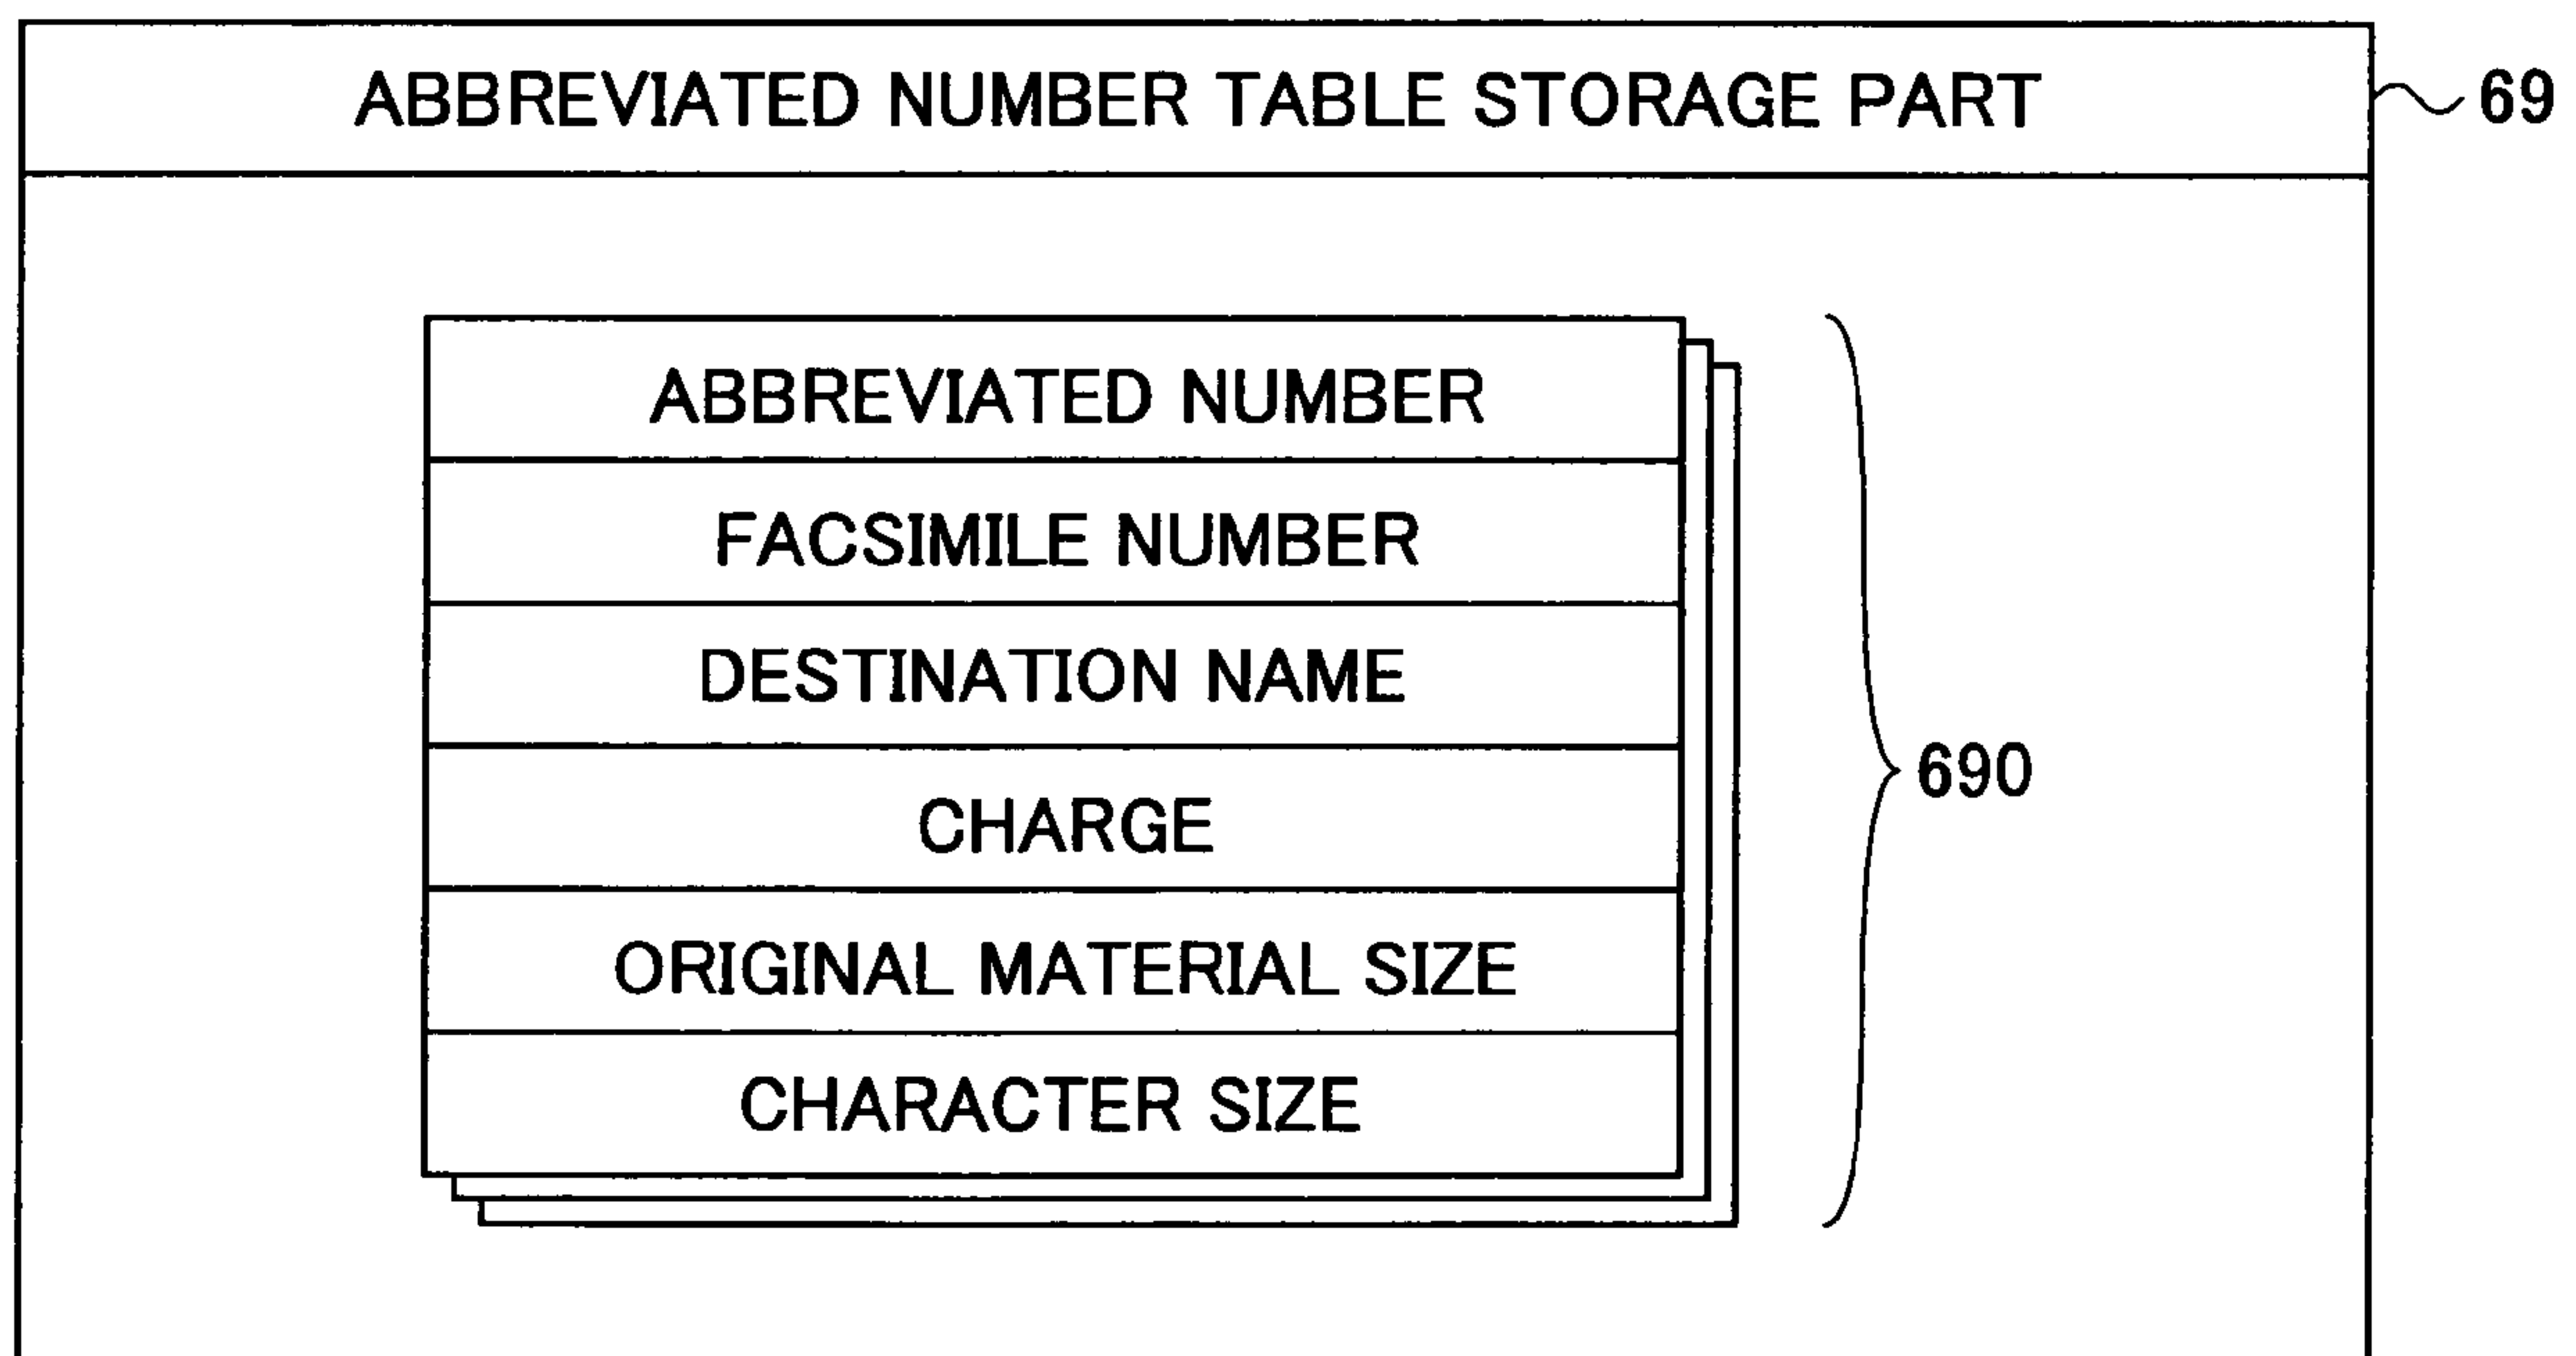 ABBREVIATED NUMBER TABLE STORAGE PART 69
ABBREVIATED NUMBER
FACSIMILE NUMBER
DESTINATION NAME
CHARGE
690
ORIGINAL MATERIAL SIZE
CHARACTER SIZE